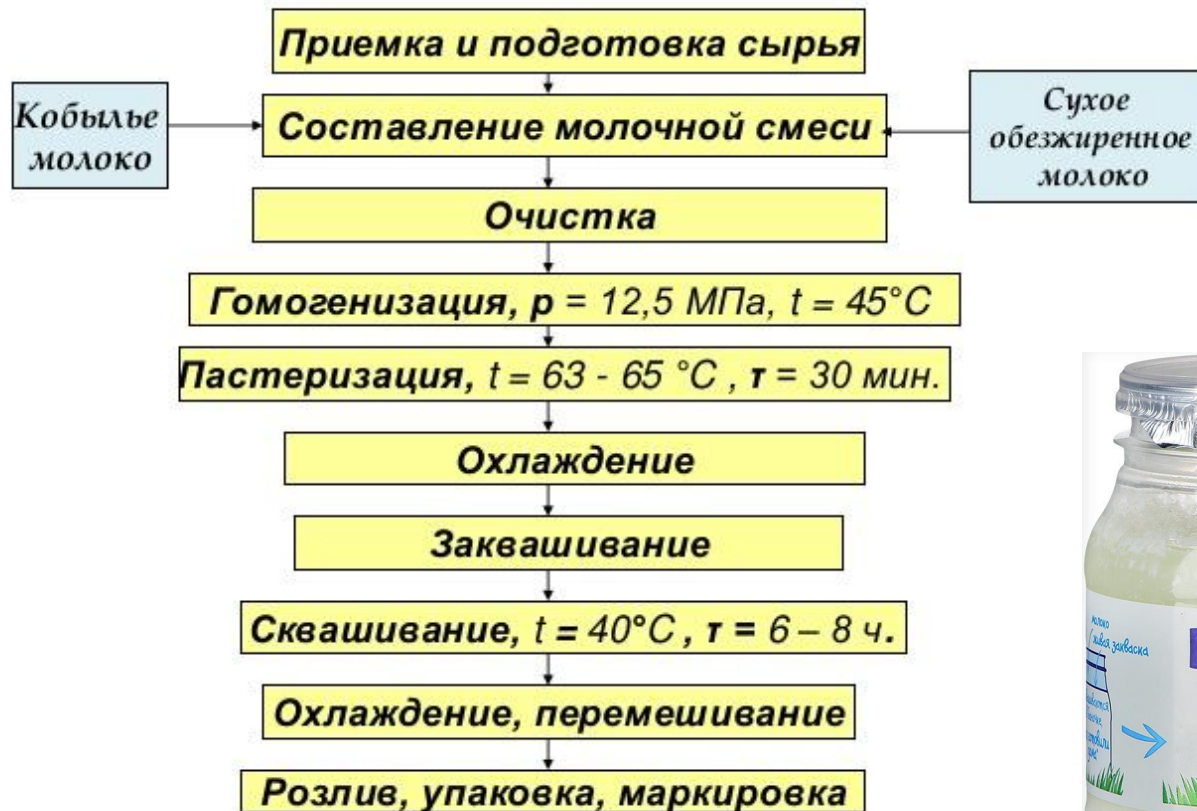 Приемка и подготовка сырья
Кобылье
молоко
Составление молочной смеси
Сухое
обезжиренное
молоко
Очистка
Гомогенизация, p = 12,5 МПа, t = 45°C
Пастеризация, t = 63 - 65 °C , τ = 30 мин.
Охлаждение
Заквашивание
Сквашивание, t = 40°C , τ = 6 – 8 ч.
Охлаждение, перемешивание
Розлив, упаковка, маркировка
молоко
живая закваска